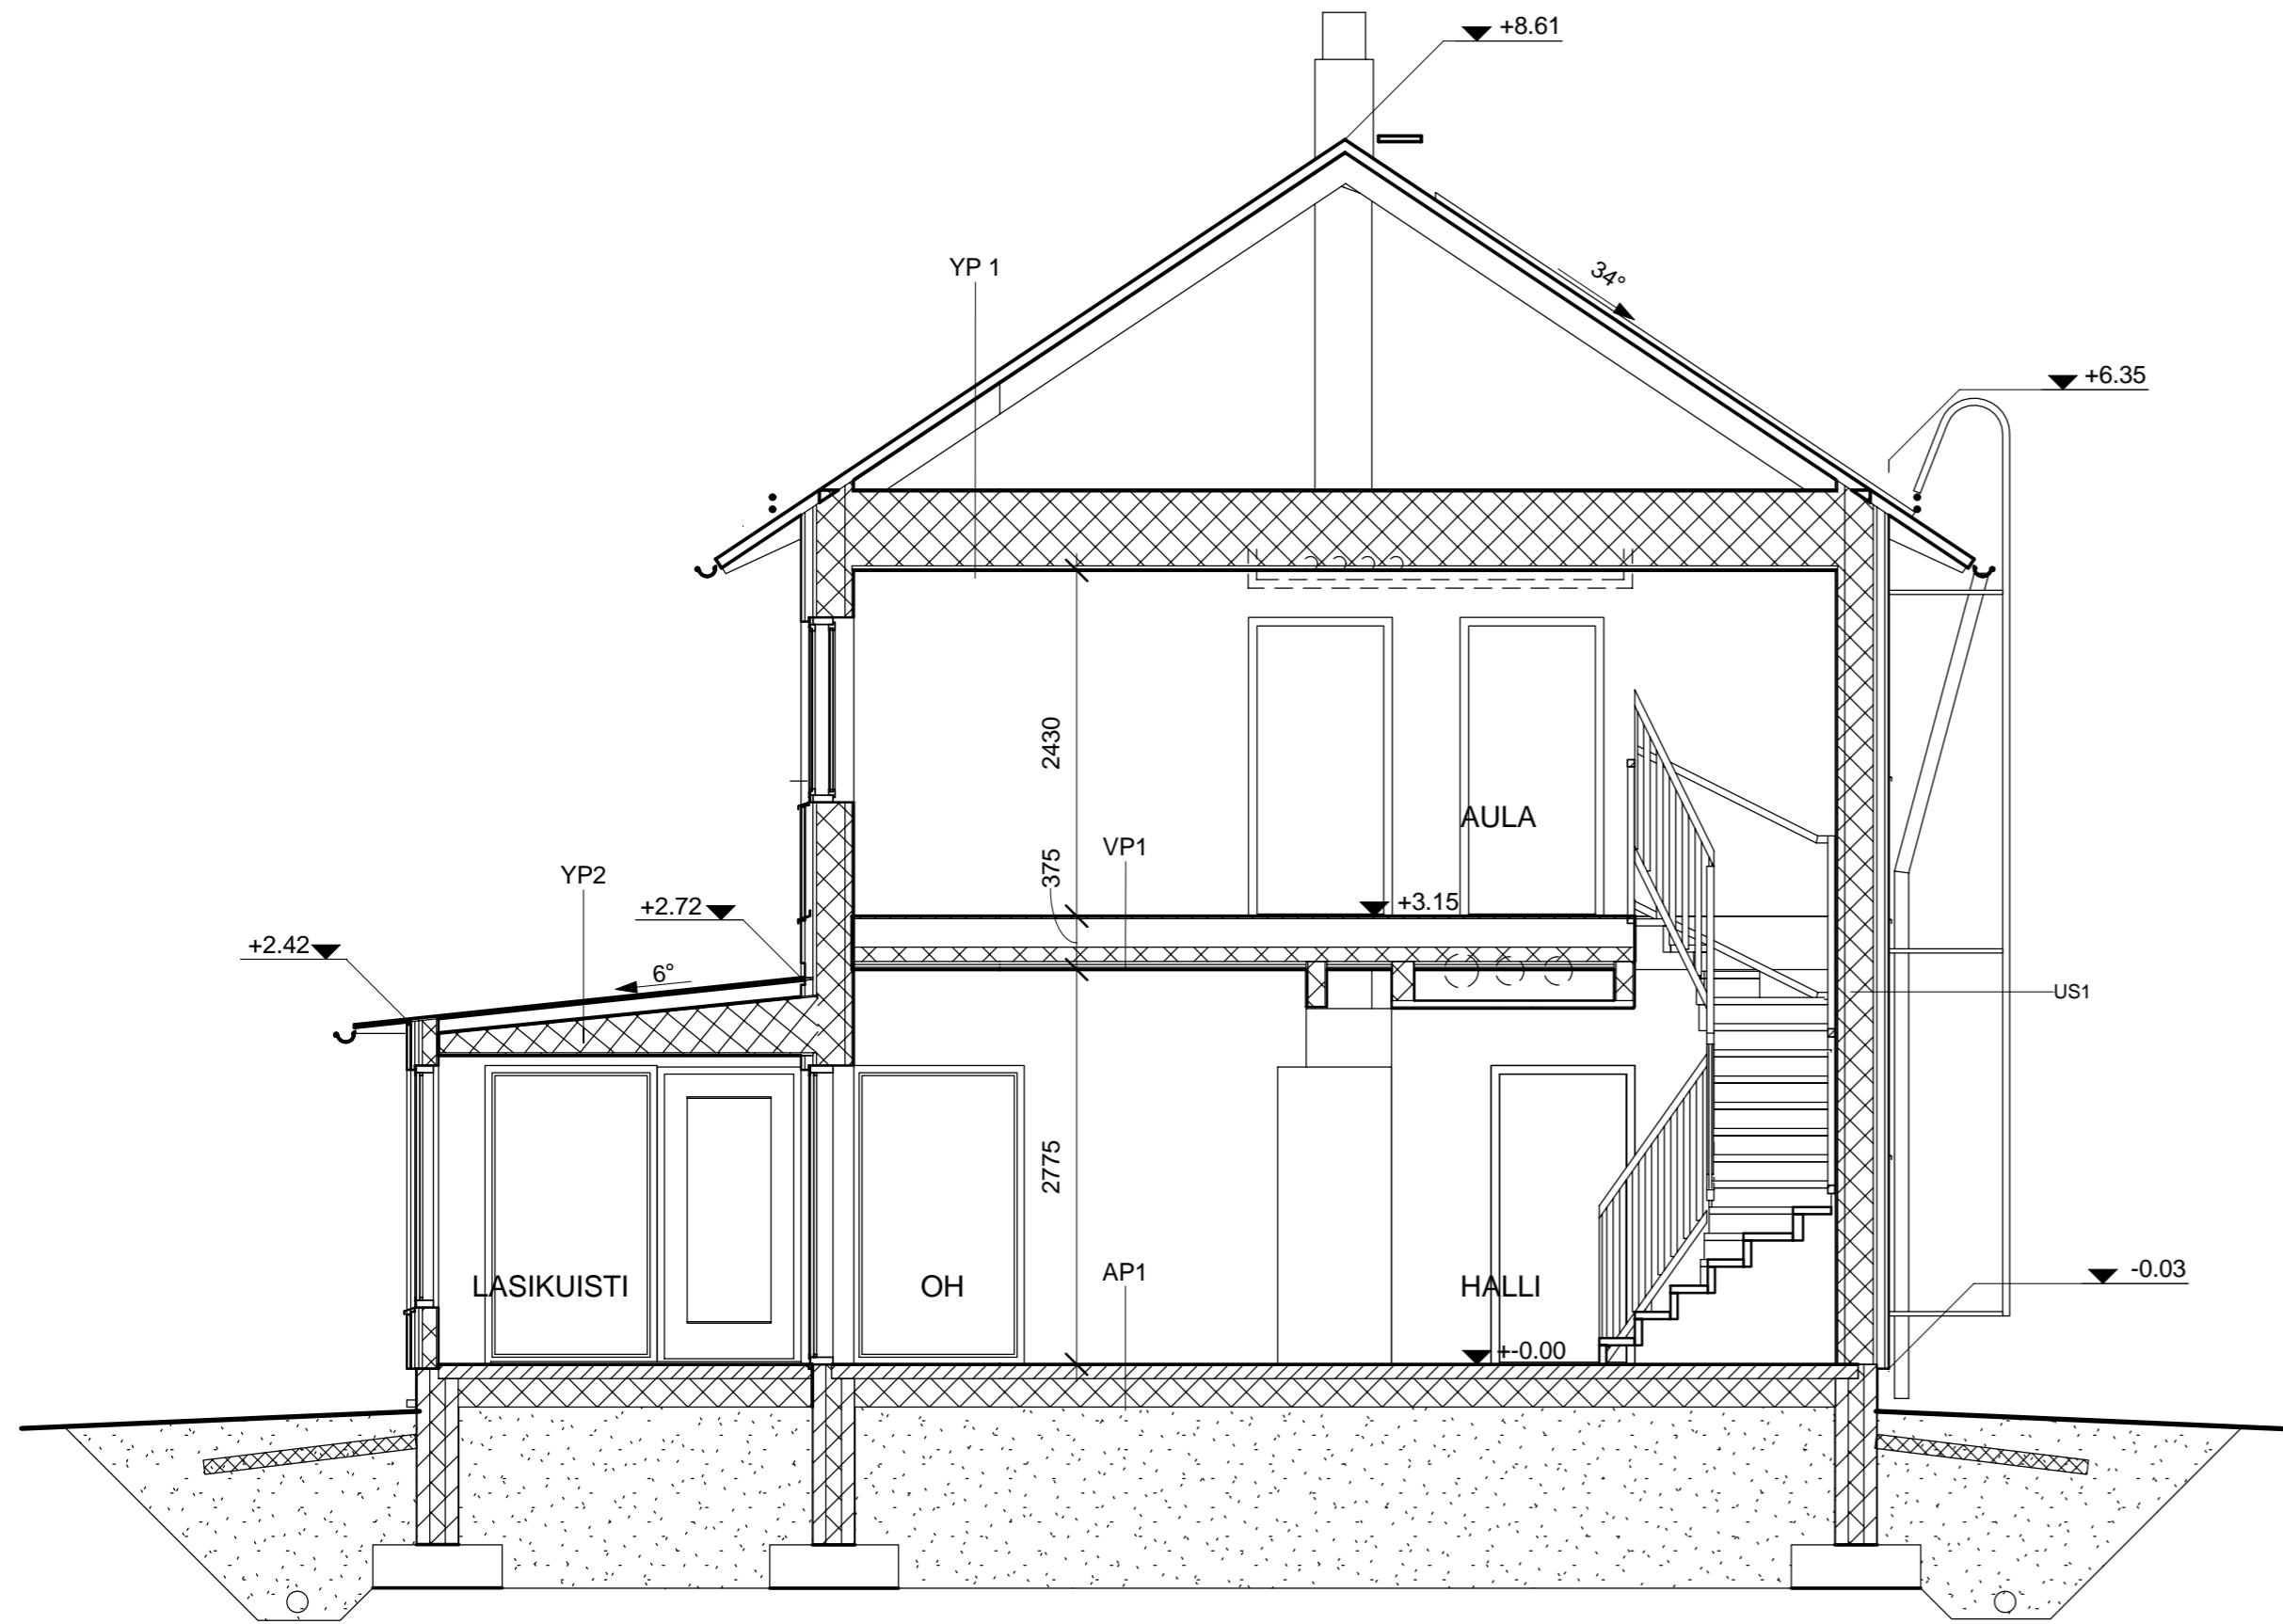 +8.61
YP 1
34°
+6.35
2430
AULA
375
VP1
YP2
+2.72
+3.15
+2.42
6°
US1
2775
LASIKUISTI
OH
AP1
HALLI
-0.03
+-0.00